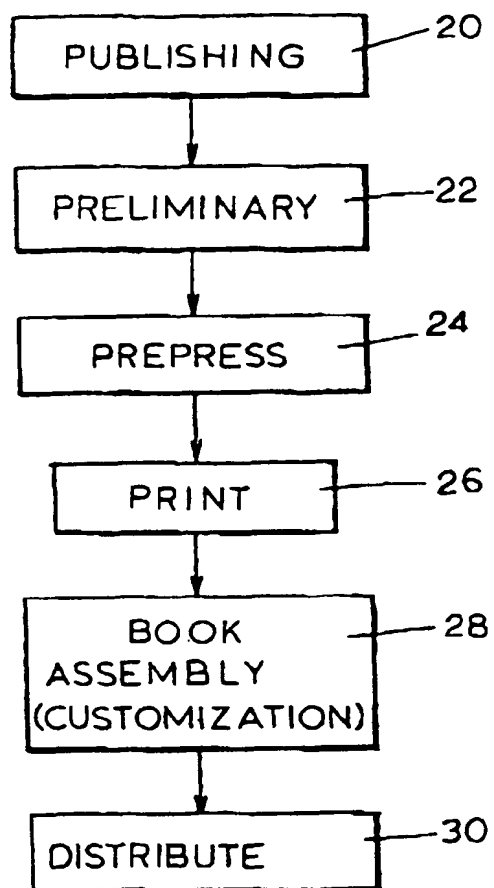 PUBLISHING
20
PRELIMINARY
22
PREPRESS
24
PRINT
26
BOOK
ASSEMBLY
(CUSTOMIZATION)
28
DISTRIBUTE
30